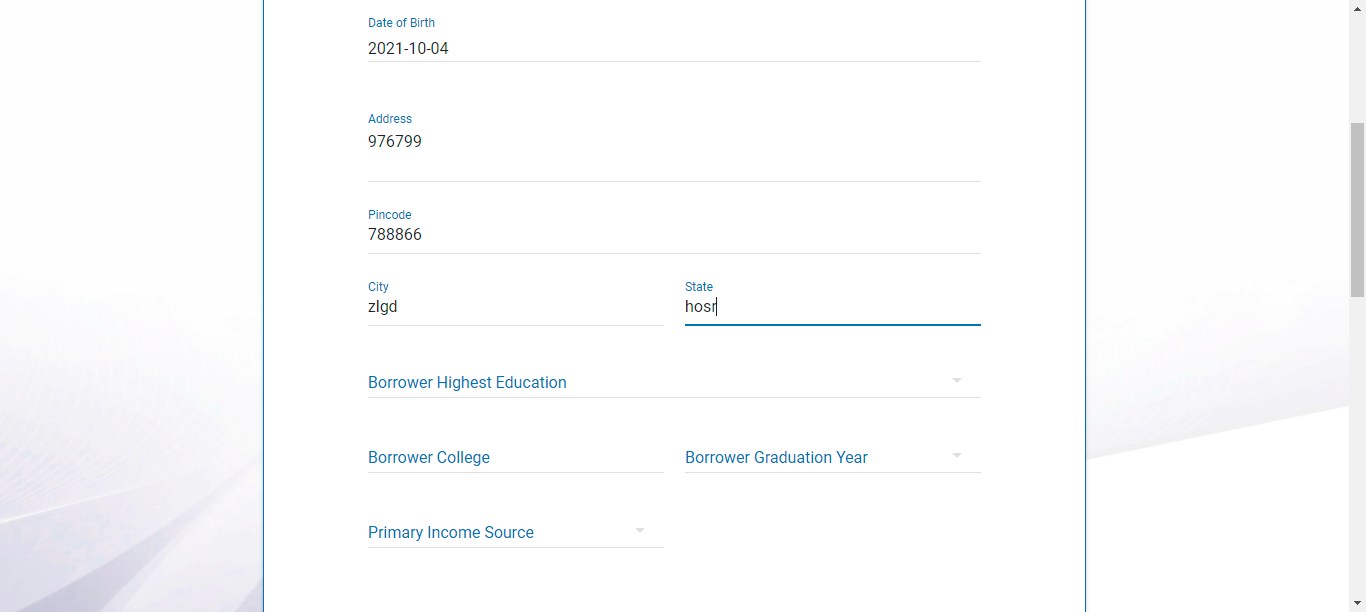 Date of Birth
2021-10-04
Address
976799
Pincode
788866
City State
zlgd hosr
Borrower Highest Education
Borrower College Borrower Graduation Year
Primary Income Source